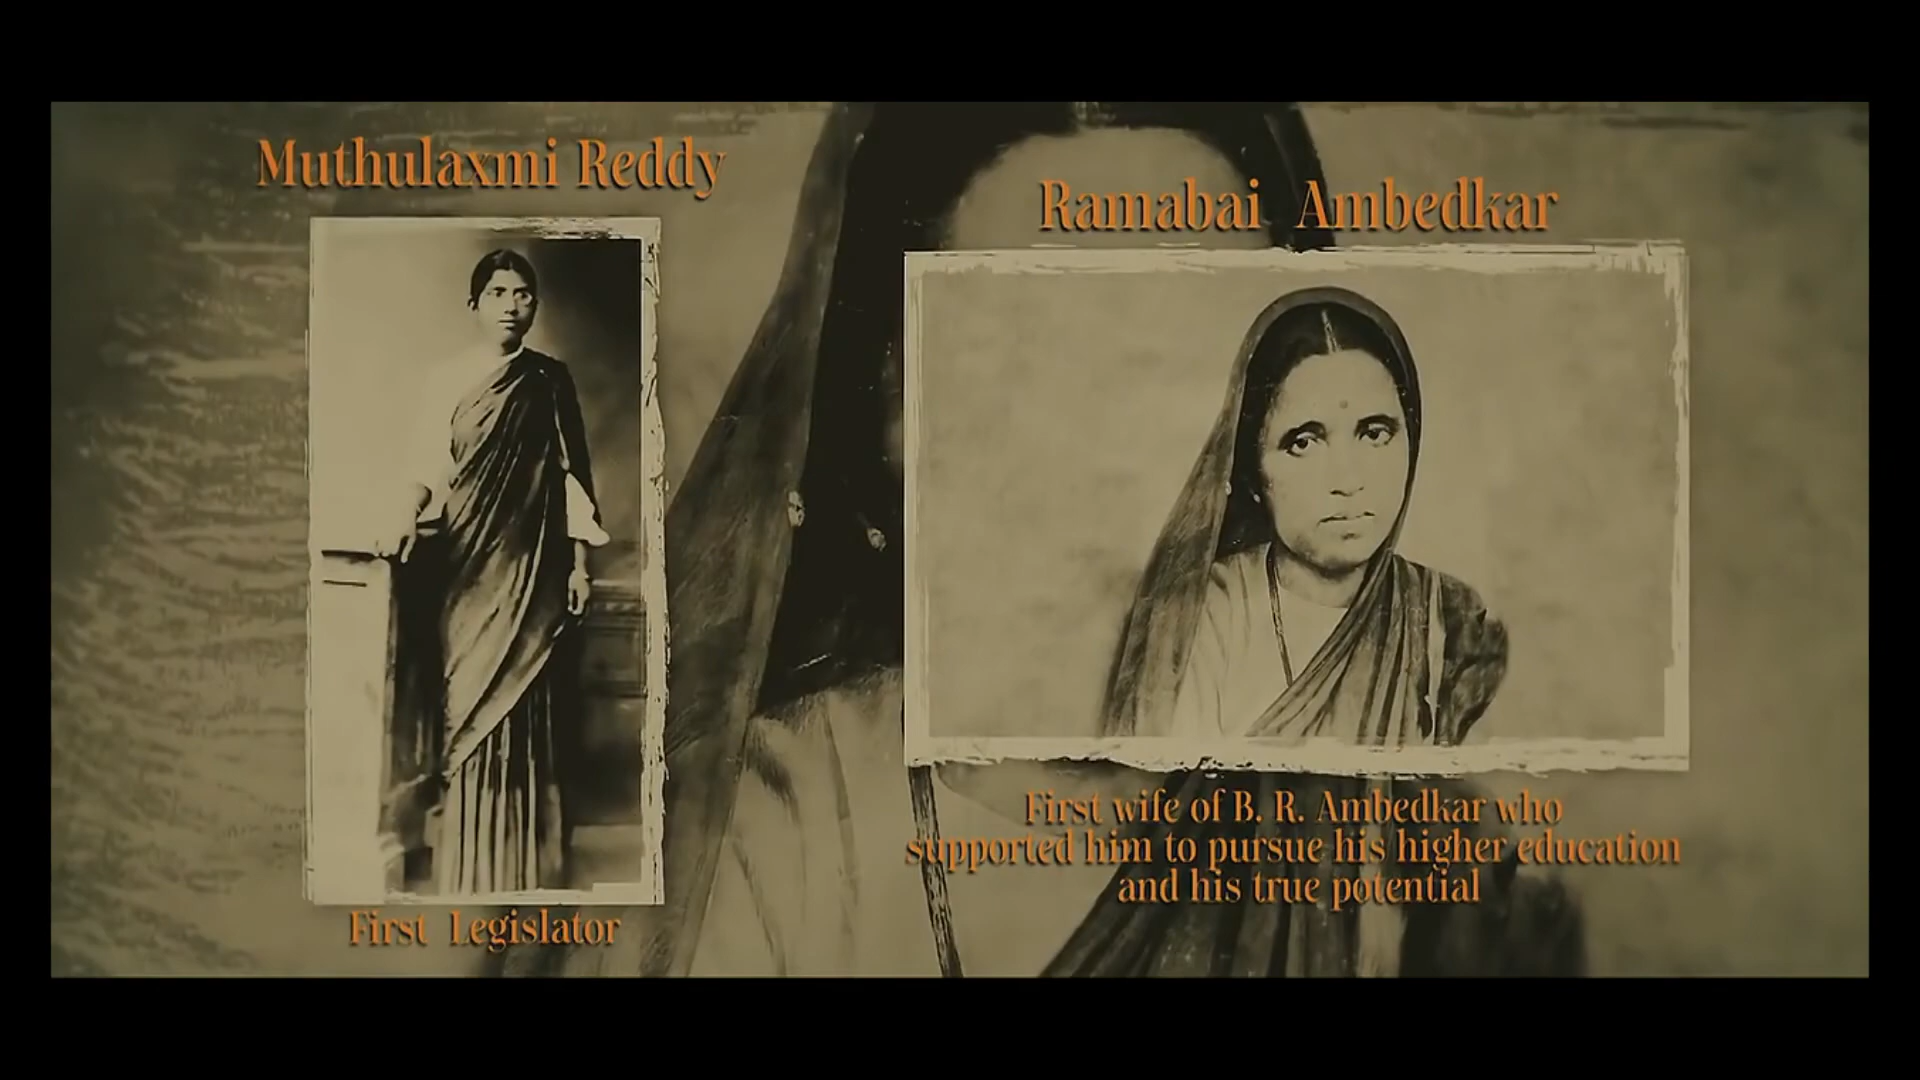 Muthulaxmi Reddy
First Legislator
Ramabai Ambedkar
First wife of B. R. Ambedkar who
supported him to pursue his higher education
and his true potential